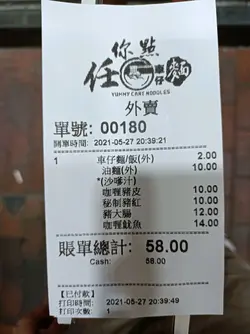 你點
任 車仔麵
YUMMY CART NOODLES
外賣
單號: 00180
開單時間: 2021-05-27 20:39:21
1 車仔麵/飯(外) 2.00
油麵(外) 10.00
*(沙嗲汁)
咖喱豬皮 10.00
秘制豬紅 10.00
豬大腸 12.00
咖喱魷魚 14.00
賬單總計: 58.00
Cash: 58.00
【已付款】
打印時間: 2021-05-27 20:39:49
打印次數: 1